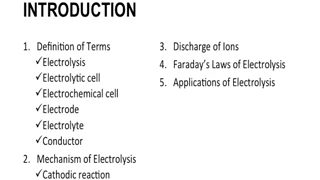 INTRODUCTION
1. Definition of Terms
✓Electrolysis
✓Electrolytic cell
✓Electrochemical cell
✓Electrode
✓Electrolyte
✓Conductor
2. Mechanism of Electrolysis
✓Cathodic reaction
3. Discharge of Ions
4. Faraday's Laws of Electrolysis
5. Applications of Electrolysis